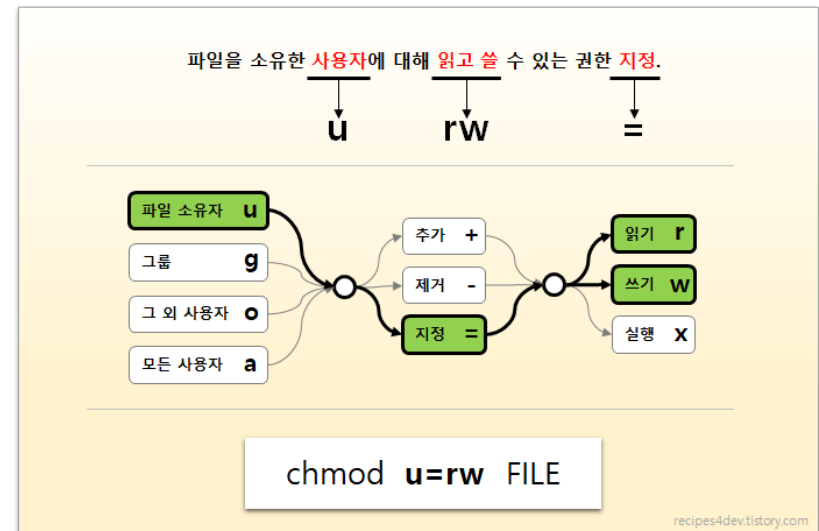 파일을 소유한 사용자에 대해 읽고 쓸 수 있는 권한 지정.
u rw =
파일 소유자 u
그룹 g
그 외 사용자 o
모든 사용자 a
추가 +
제거 -
지정 =
읽기 r
쓰기 w
실행 x
chmod u=rw FILE
recipes4dev.tistory.com